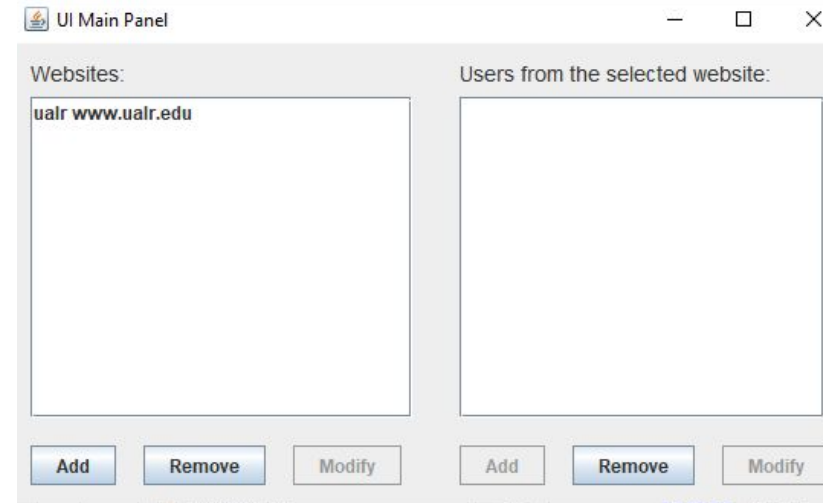 UI Main Panel
Websites:
ualr www.ualr.edu
Add Remove Modify
Users from the selected website:
Add Remove Modify